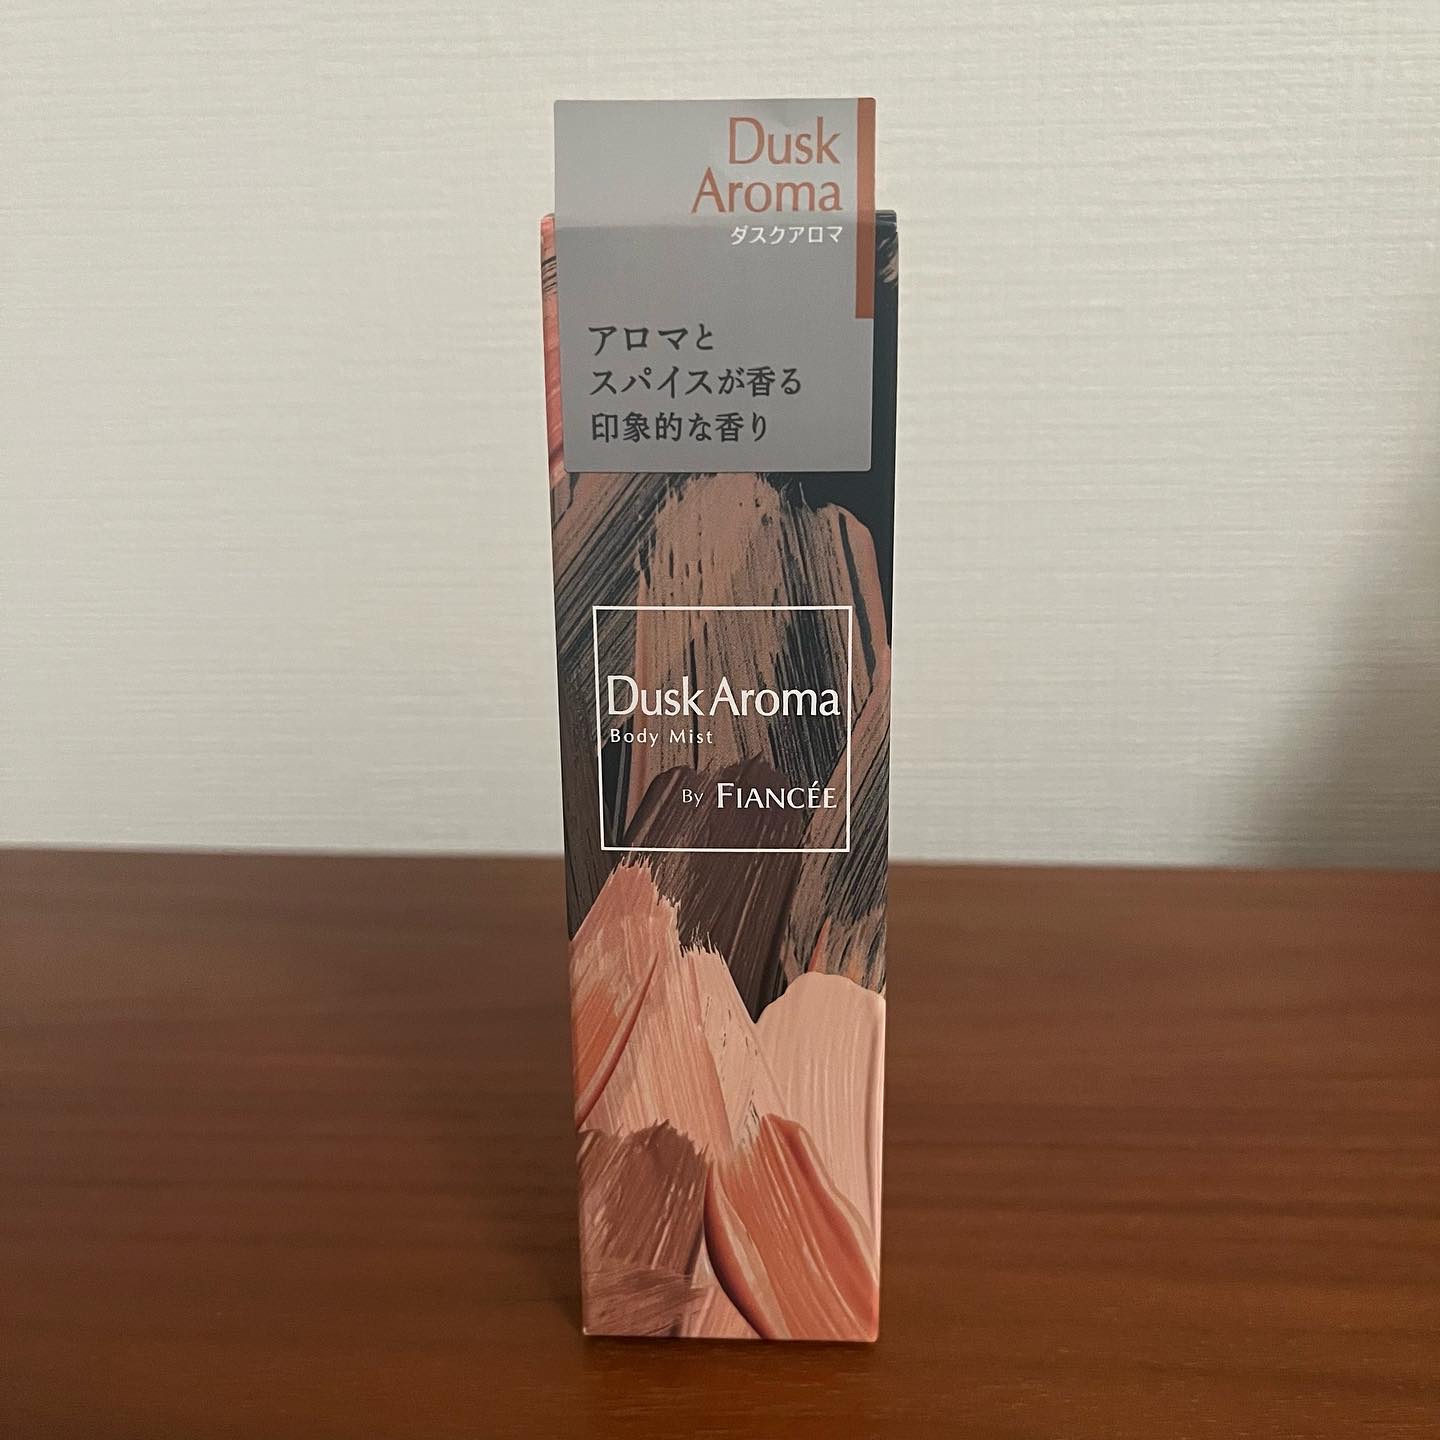 Dusk
Aroma
ダスクアロマ
アロマと
スパイスが香る
印象的な香り
Dusk Aroma
Body Mist
By FIANCÉE